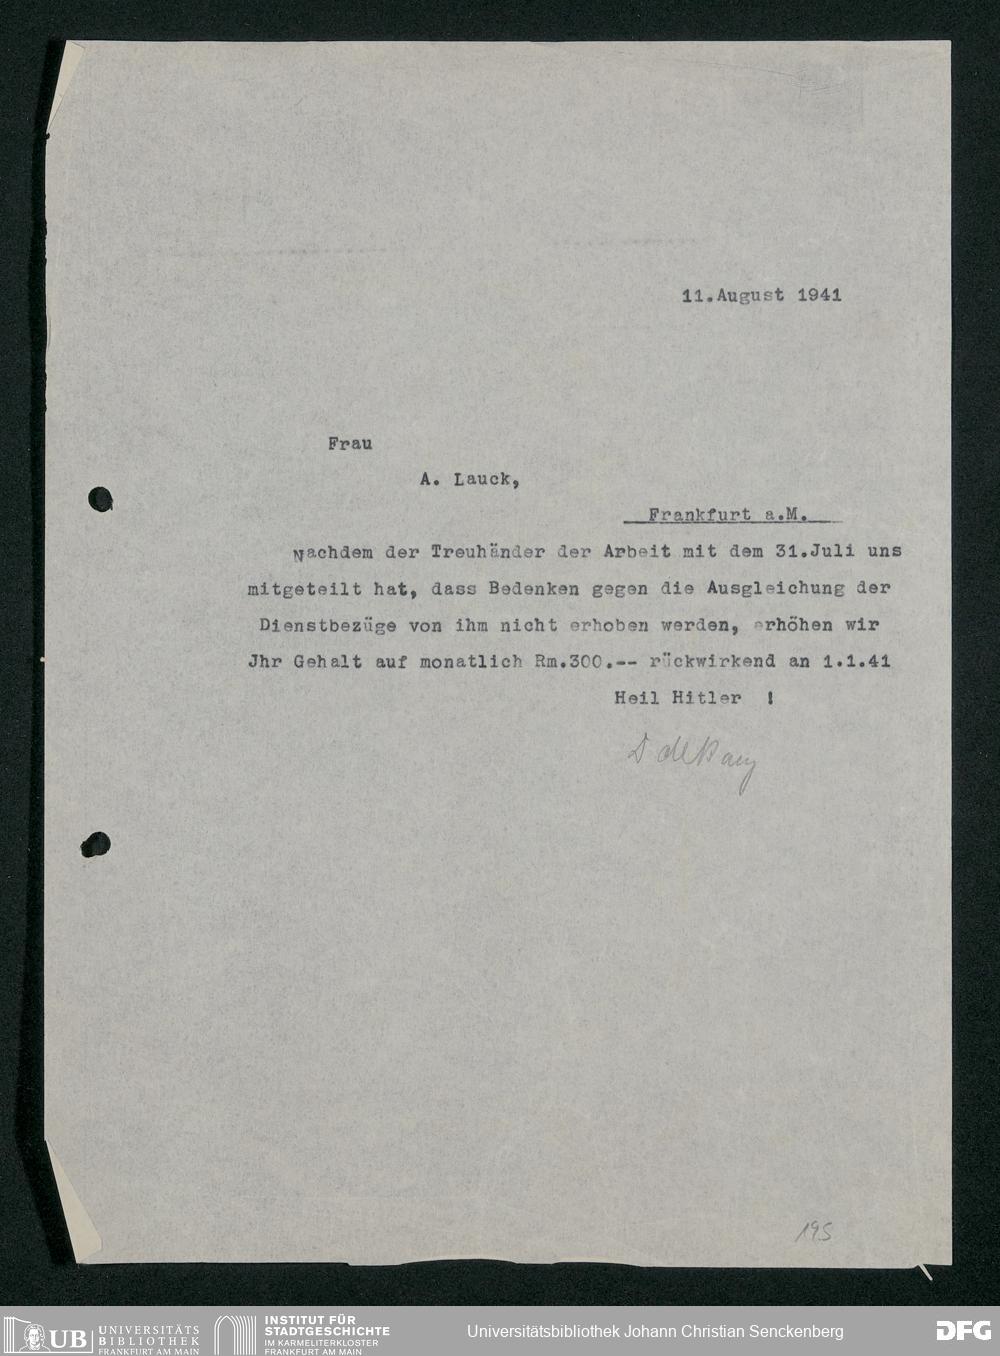 11.August 1941
Frau
A. Lauck,
Frankfurt a.M.
Nachdem der Treuhänder der Arbeit mit dem 31.Juli uns
mitgeteilt hat, dass Bedenken gegen die Ausgleichung der
Dienstbezüge von ihm nicht erhoben werden, erhöhen wir
Jhr Gehalt auf monatlich Rm.300.-- rückwirkend an 1.1.41
Heil Hitler !
195
UB UNIVERSITÄTS
BIBLIOTHEK
FRANKFURT AM MAIN
INSTITUT FÜR
STADTGESCHICHTE
IM KARMELITERKLOSTER
FRANKFURT AM MAIN
Universitätsbibliothek Johann Christian Senckenberg
DFG